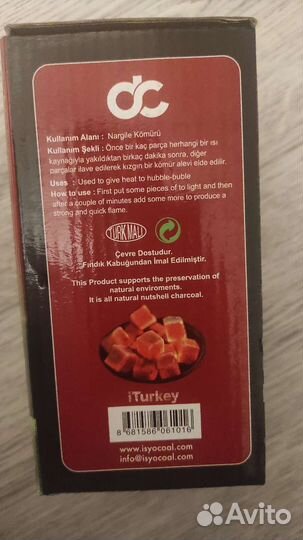 dc
Kullanım Alanı : Nargile Kömürü
Kullanım Şekli : Önce bir kaç parça herhangi bir ısı
kaynağıyla yakıldıktan birkaç dakika sonra, diğer
parçalar ilave edilerek kızgın bir kömür alevi elde edilir.
Uses : Used to give heat to hubble-buble
How to use : First put some pieces of to light and then
after a couple of minutes add some more to produce a
strong and quick flame.
TÜRK MALI
Çevre Dostudur.
Fındık Kabuğundan İmal Edilmiştir.
This Product supports the preservation of
natural enviroments.
It is all natural nutshell charcoal.
iTurkey
8 681586 061016
www.isyocoal.com
info@isyocoal.com
Avito